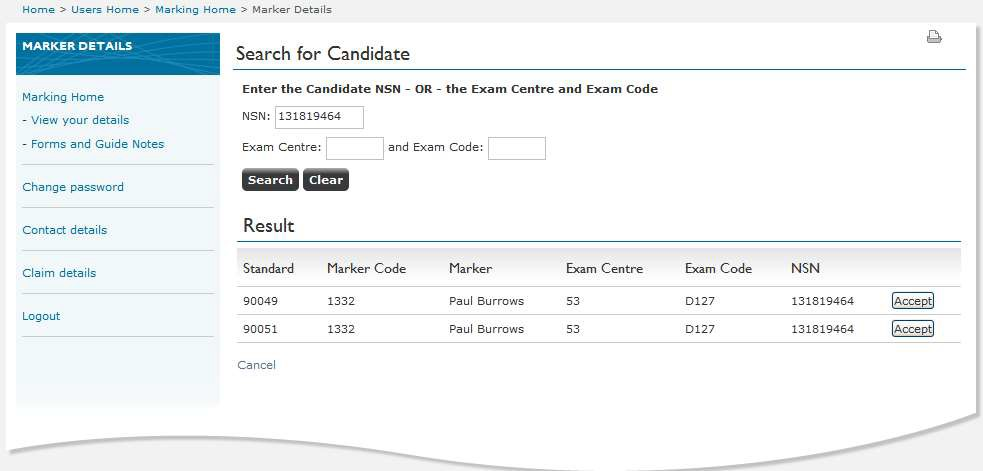 Home > Users Home > Marking Home > Marker Details
MARKER DETAILS
Marking Home
- View your details
- Forms and Guide Notes
Change password
Contact details
Claim details
Logout
Search for Candidate
Enter the Candidate NSN - OR - the Exam Centre and Exam Code
NSN: 131819464
Exam Centre: and Exam Code:
Search Clear
Result
Standard Marker Code Marker Exam Centre Exam Code NSN
90049 1332 Paul Burrows 53 D127 131819464 Accept
90051 1332 Paul Burrows 53 D127 131819464 Accept
Cancel